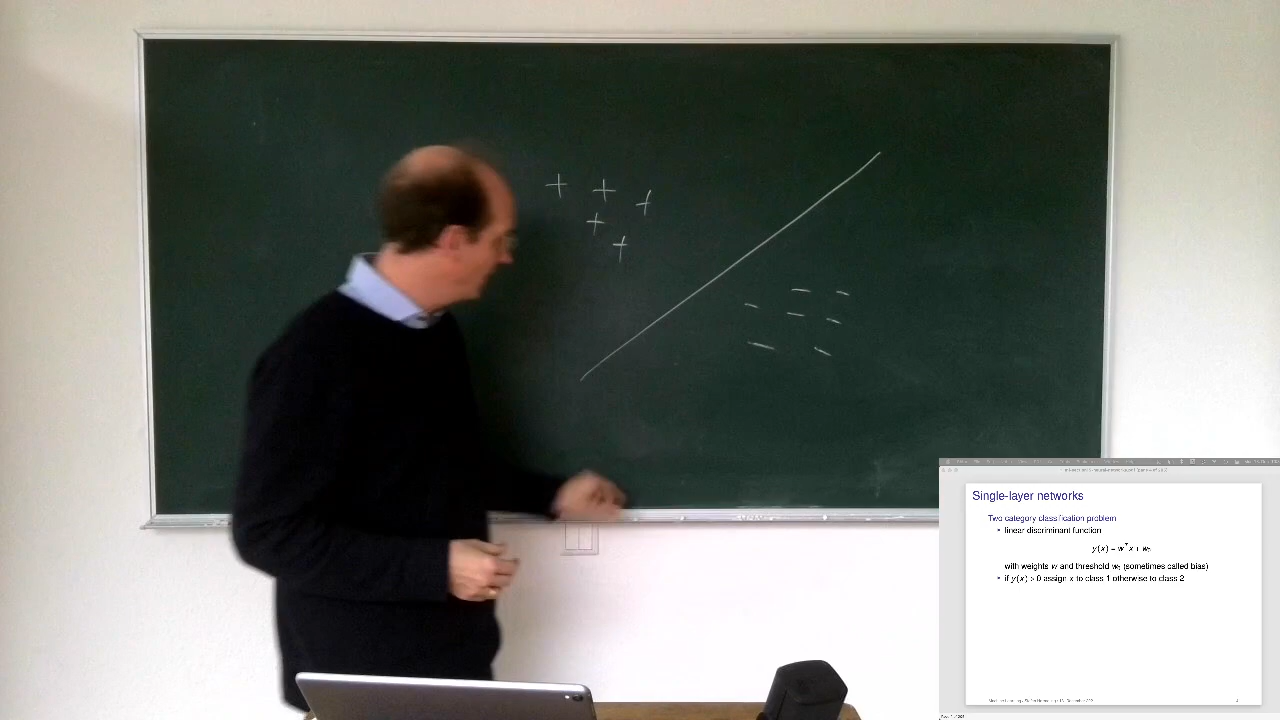 + + +
+
+
— —
— — —
— —
Single-layer networks
Two category classification problem
• linear discriminant function
y(x) = wᵀx + w₀
with weights w and threshold w₀ (sometimes called bias)
• if y(x) > 0 assign x to class 1 otherwise to class 2